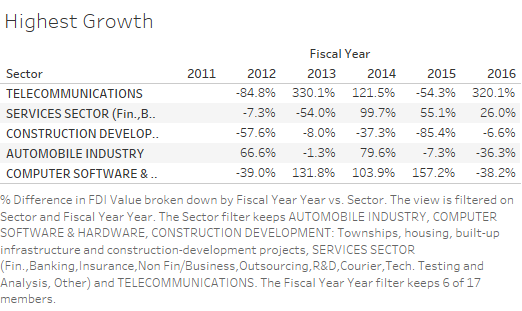 Highest Growth
Fiscal Year
Sector 2011 2012 2013 2014 2015 2016
TELECOMMUNICATIONS -84.8% 330.1% 121.5% -54.3% 320.1%
SERVICES SECTOR (Fin.,B.. -7.3% -54.0% 99.7% 55.1% 26.0%
CONSTRUCTION DEVELOP.. -57.6% -8.0% -37.3% -85.4% -6.6%
AUTOMOBILE INDUSTRY 66.6% -1.3% 79.6% -7.3% -36.3%
COMPUTER SOFTWARE & .. -39.0% 131.8% 103.9% 157.2% -38.2%
% Difference in FDI Value broken down by Fiscal Year Year vs. Sector. The view is filtered on
Sector and Fiscal Year Year. The Sector filter keeps AUTOMOBILE INDUSTRY, COMPUTER
SOFTWARE & HARDWARE, CONSTRUCTION DEVELOPMENT: Townships, housing, built-up
infrastructure and construction-development projects, SERVICES SECTOR
(Fin.,Banking,Insurance,Non Fin/Business,Outsourcing,R&D,Courier,Tech. Testing and
Analysis, Other) and TELECOMMUNICATIONS. The Fiscal Year Year filter keeps 6 of 17
members.